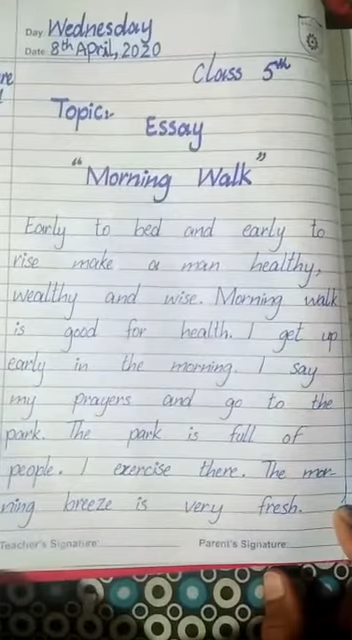 Day: Wednesday
Date: 8th April, 2020
Class 5th
Topic:
Essay
"Morning Walk"
Early to bed and early to
rise make a man healthy,
wealthy and wise. Morning walk
is good for health. I get up
early in the morning. I say
my prayers and go to the
park. The park is full of
people. I exercise there. The mor-
ning breeze is very fresh.
Teacher's Signature: Parent's Signature: